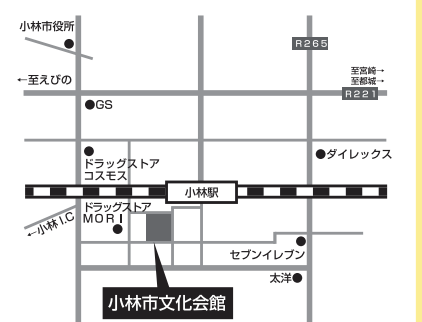 小林市役所
R265
←至えびの
至宮崎→
至都城→
R221
GS
ドラッグストア
コスモス
ダイレックス
小林駅
ドラッグストア
MORI
←小林I.C
セブンイレブン
太洋
小林市文化会館